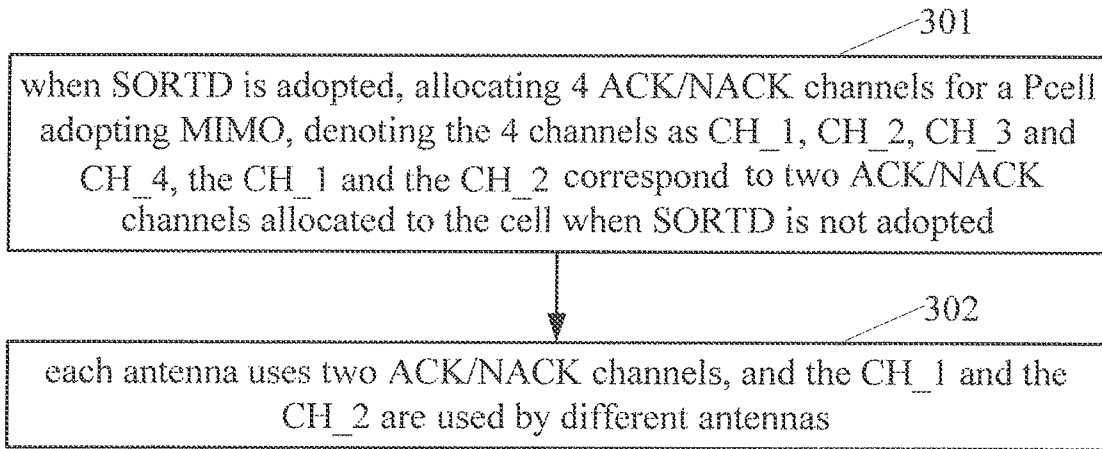 301
when SORTD is adopted, allocating 4 ACK/NACK channels for a Pcell
adopting MIMO, denoting the 4 channels as CH_1, CH_2, CH_3 and
CH_4, the CH_1 and the CH_2 correspond to two ACK/NACK
channels allocated to the cell when SORTD is not adopted
302
each antenna uses two ACK/NACK channels, and the CH_1 and the
CH_2 are used by different antennas